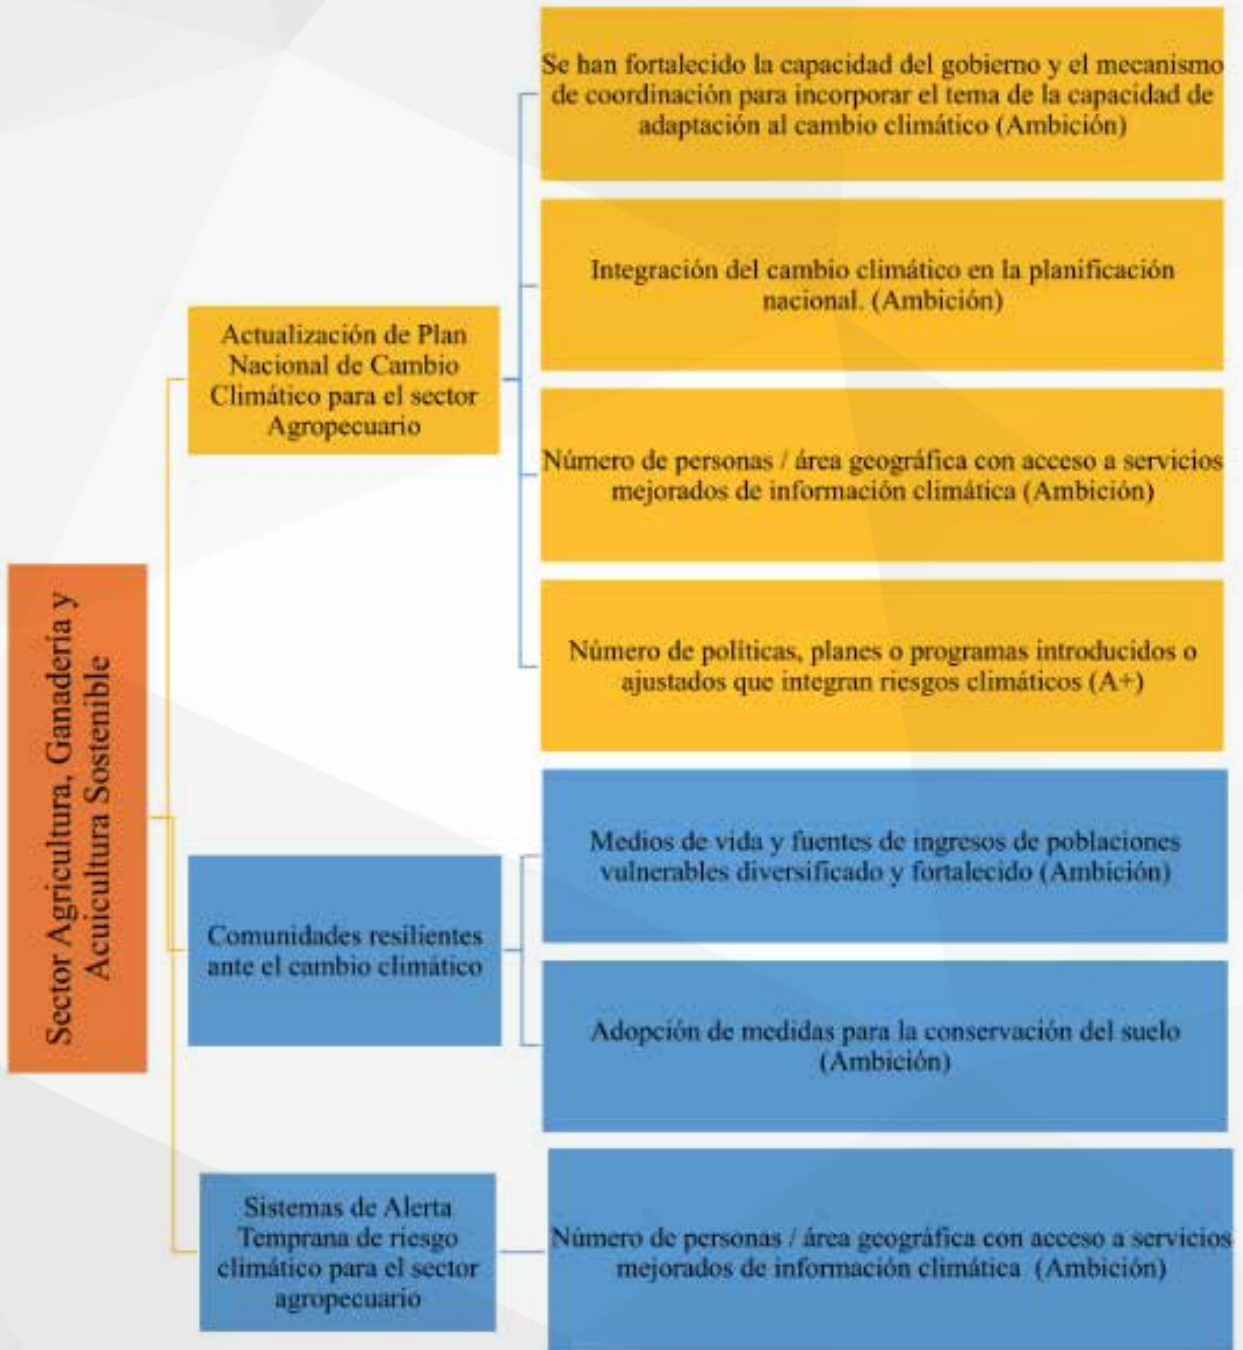 Sector Agricultura, Ganadería y
Acuicultura Sostenible
Actualización de Plan
Nacional de Cambio
Climático para el sector
Agropecuario
Se han fortalecido la capacidad del gobierno y el mecanismo
de coordinación para incorporar el tema de la capacidad de
adaptación al cambio climático (Ambición)
Integración del cambio climático en la planificación
nacional. (Ambición)
Número de personas / área geográfica con acceso a servicios
mejorados de información climática (Ambición)
Número de políticas, planes o programas introducidos o
ajustados que integran riesgos climáticos (A+)
Comunidades resilientes
ante el cambio climático
Medios de vida y fuentes de ingresos de poblaciones
vulnerables diversificado y fortalecido (Ambición)
Adopción de medidas para la conservación del suelo
(Ambición)
Sistemas de Alerta
Temprana de riesgo
climático para el sector
agropecuario
Número de personas / área geográfica con acceso a servicios
mejorados de información climática (Ambición)